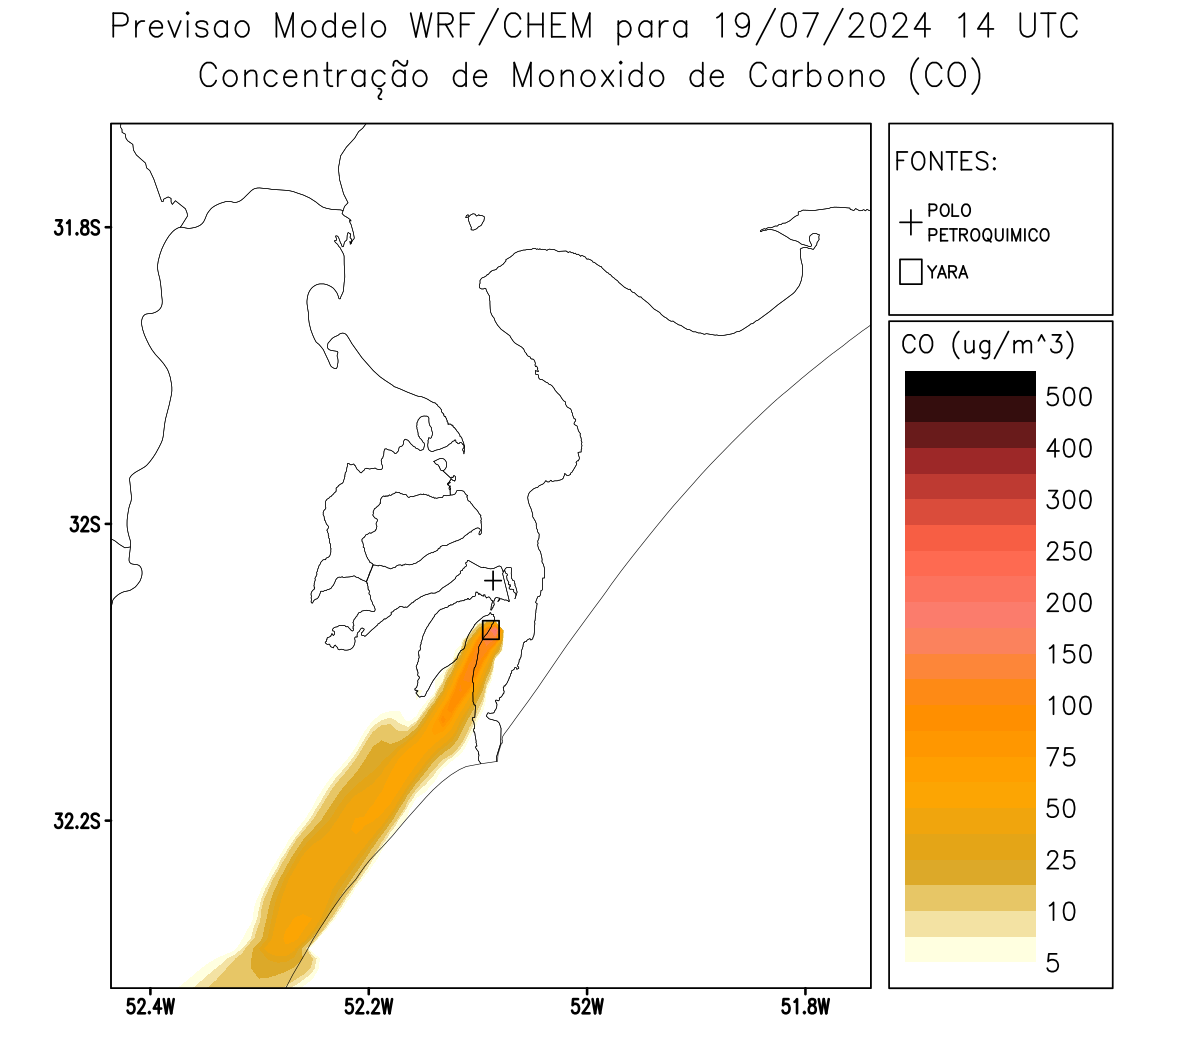 Previsao Modelo WRF/CHEM para 19/07/2024 14 UTC
Concentração de Monoxido de Carbono (CO)
FONTES:
POLO
PETROQUIMICO
YARA
CO (ug/m^3)
500
400
300
250
200
150
100
75
50
25
10
5
31.8S
32S
32.2S
52.4W
52.2W
52W
51.8W